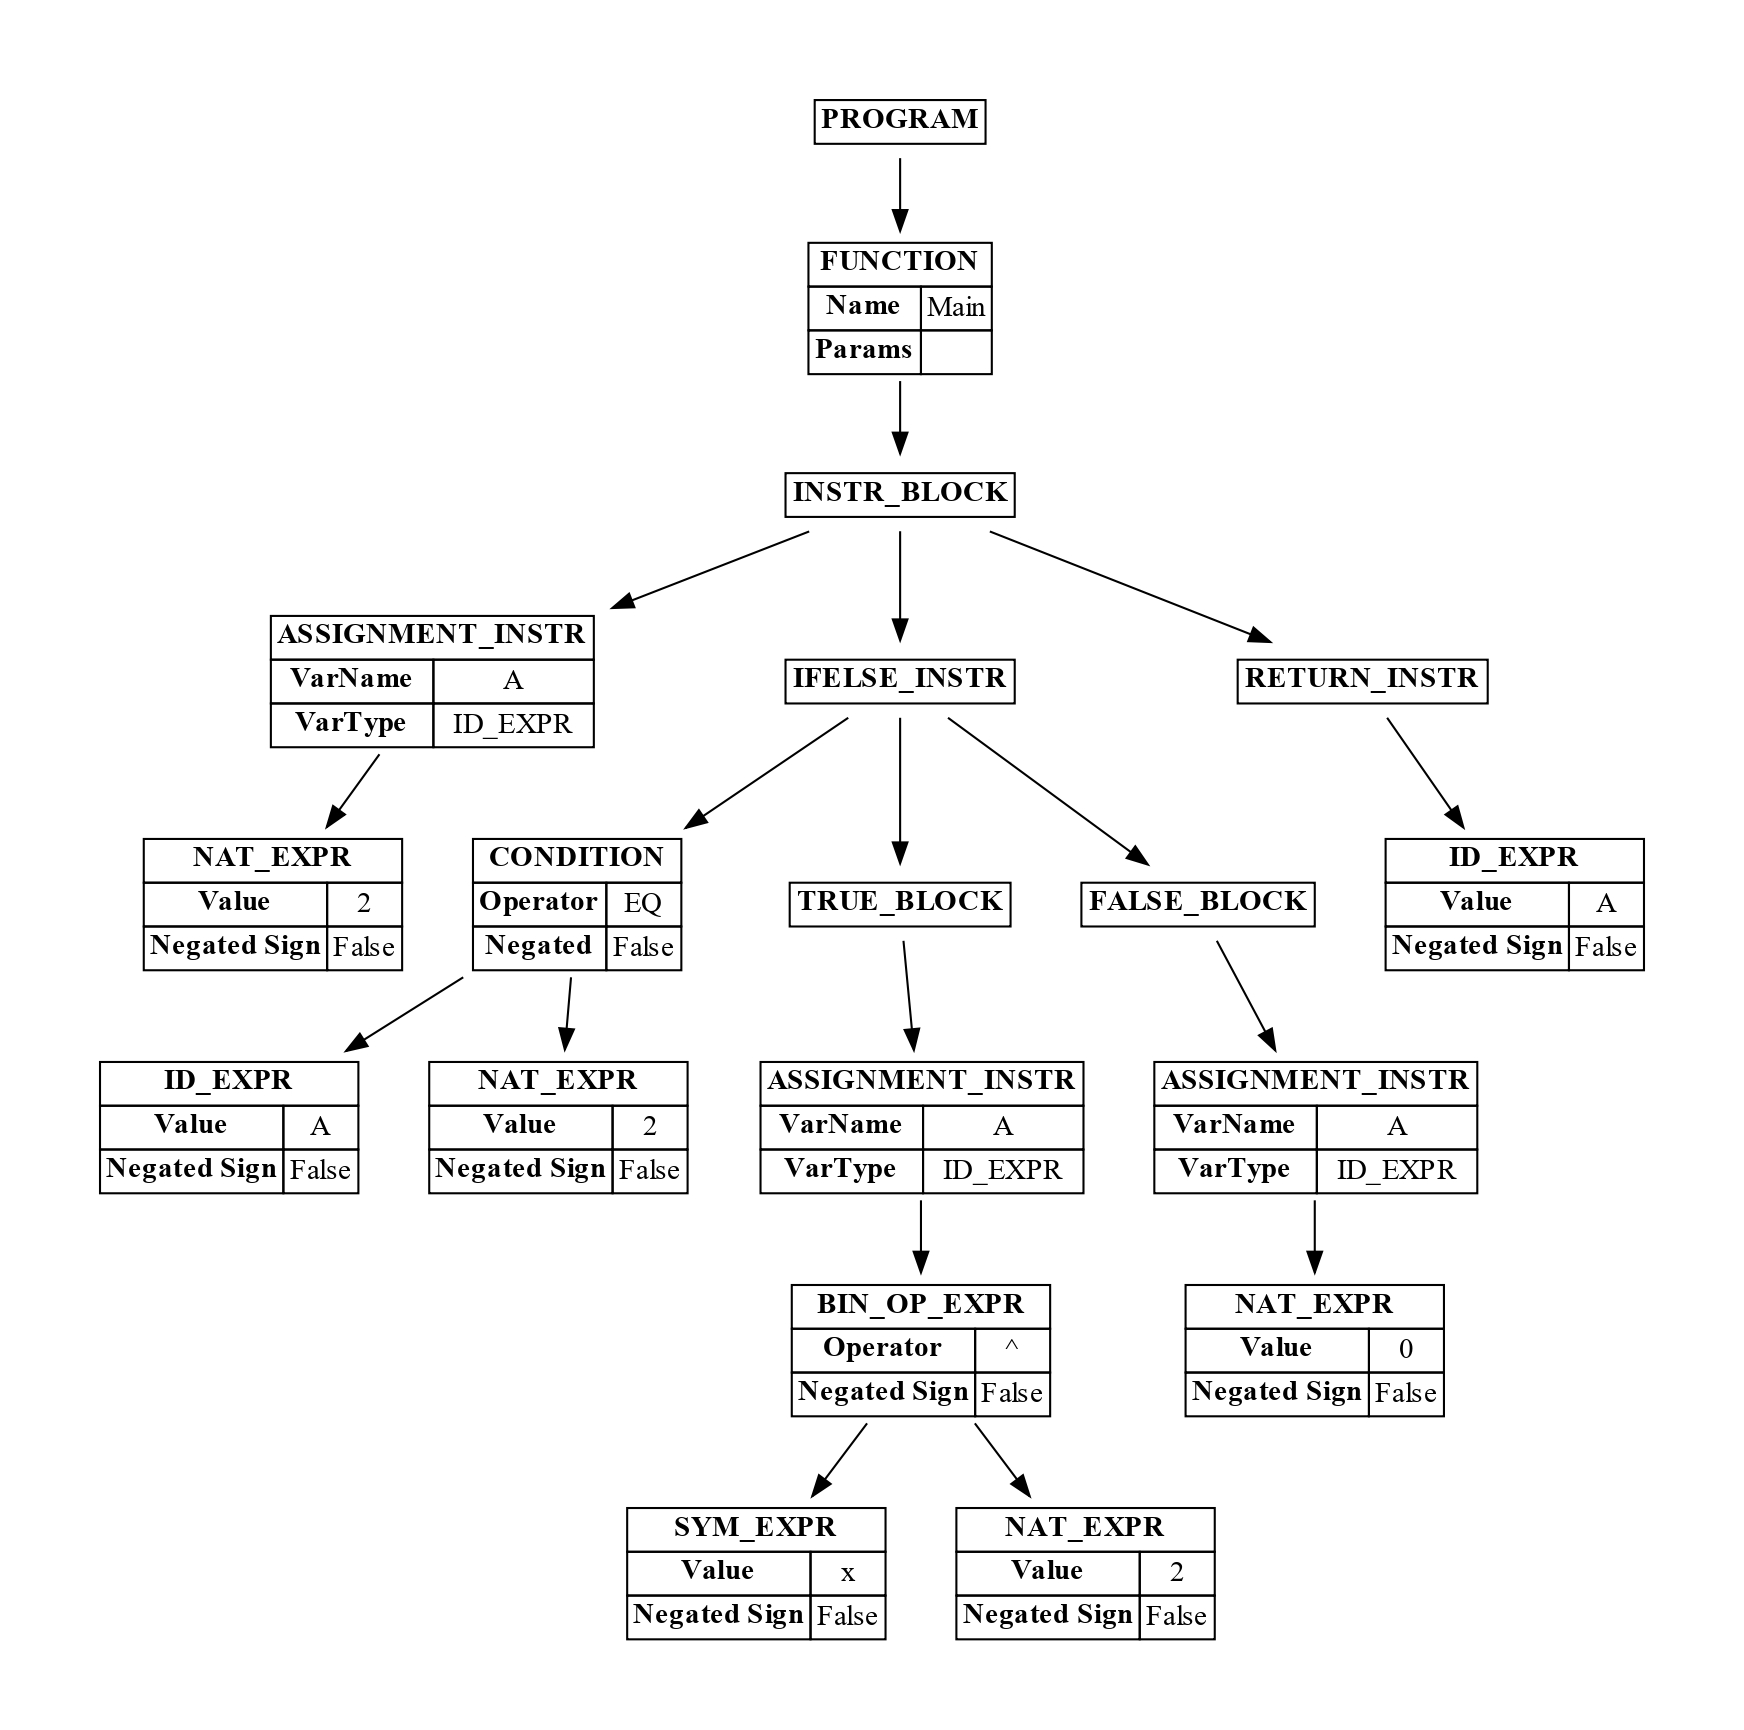 PROGRAM
FUNCTION
Name Main
Params
INSTR_BLOCK
ASSIGNMENT_INSTR
VarName A
VarType ID_EXPR
IFELSE_INSTR
RETURN_INSTR
NAT_EXPR
Value 2
Negated Sign False
CONDITION
Operator EQ
Negated False
TRUE_BLOCK
FALSE_BLOCK
ID_EXPR
Value A
Negated Sign False
ID_EXPR
Value A
Negated Sign False
NAT_EXPR
Value 2
Negated Sign False
ASSIGNMENT_INSTR
VarName A
VarType ID_EXPR
ASSIGNMENT_INSTR
VarName A
VarType ID_EXPR
BIN_OP_EXPR
Operator ^
Negated Sign False
NAT_EXPR
Value 0
Negated Sign False
SYM_EXPR
Value x
Negated Sign False
NAT_EXPR
Value 2
Negated Sign False